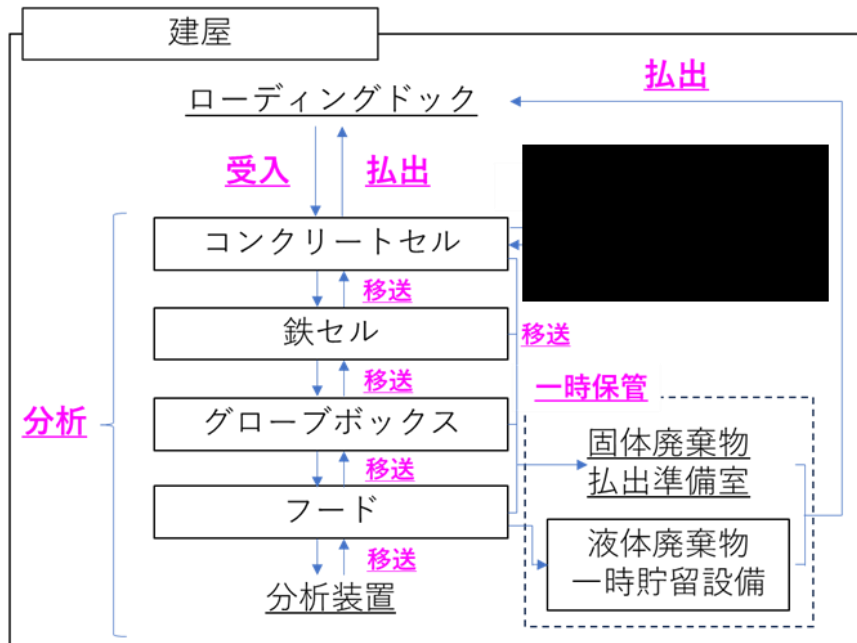 建屋
払出
ローディングドック
受入
払出
コンクリートセル
移送
鉄セル
移送
移送
一時保管
分析
グローブボックス
固体廃棄物
払出準備室
移送
フード
液体廃棄物
一時貯留設備
移送
分析装置